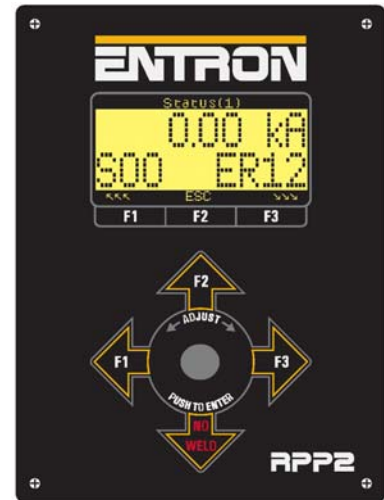 ENTRON
Status(1)
0.00 kA
S00 ER12
ESC
F1 F2 F3
F2
ADJUST
F1 F3
PUSH TO ENTER
NO
WELD
RPP2